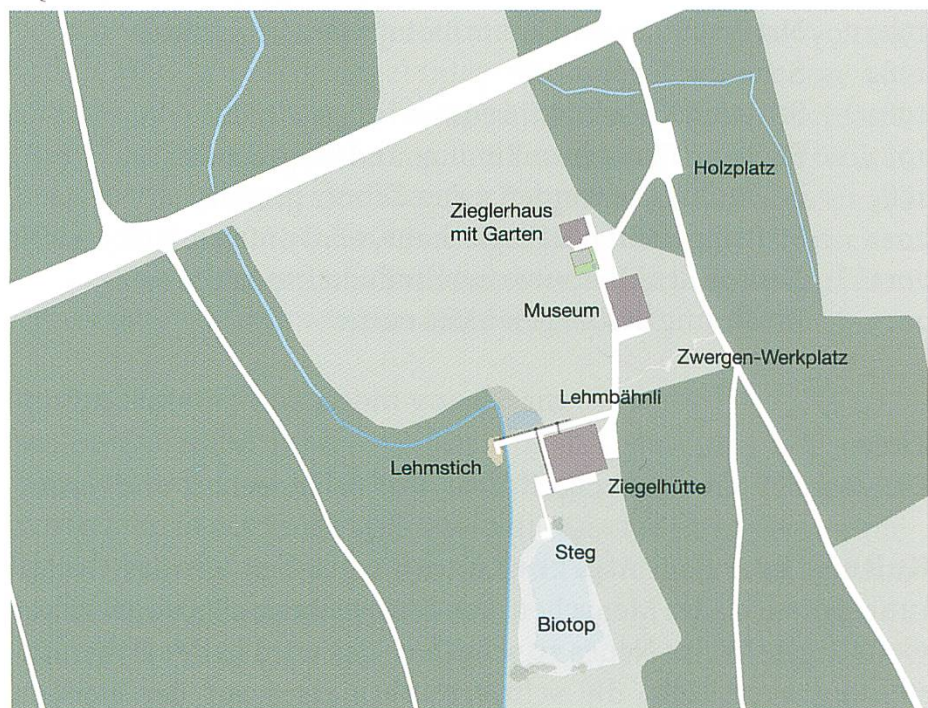 Holzplatz
Zieglerhaus
mit Garten
Museum
Zwergen-Werkplatz
Lehmbähnli
Lehmstich
Ziegelhütte
Steg
Biotop